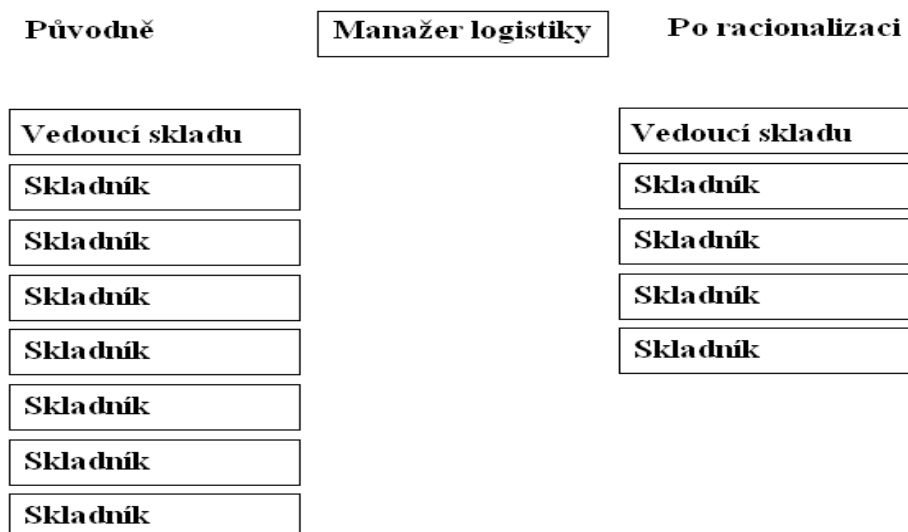 Původně
Manažer logistiky
Po racionalizaci
Vedoucí skladu
Skladník
Skladník
Skladník
Skladník
Skladník
Skladník
Skladník
Vedoucí skladu
Skladník
Skladník
Skladník
Skladník